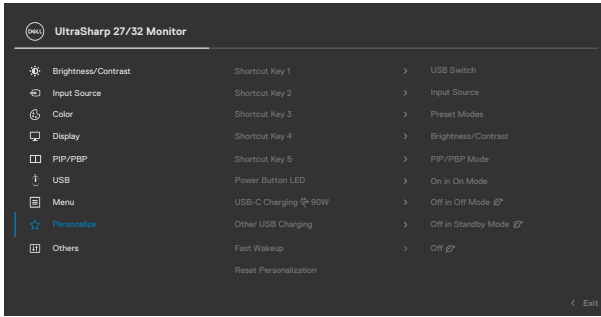 DELL UltraSharp 27/32 Monitor
Brightness/Contrast Shortcut Key 1 > USB Switch
Input Source Shortcut Key 2 > Input Source
Color Shortcut Key 3 > Preset Modes
Display Shortcut Key 4 > Brightness/Contrast
PIP/PBP Shortcut Key 5 > PIP/PBP Mode
USB Power Button LED > On in On Mode
Menu USB-C Charging 90W > Off in Off Mode
Personalize Other USB Charging > Off in Standby Mode
Others Fast Wakeup > Off
Reset Personalization
< Exit